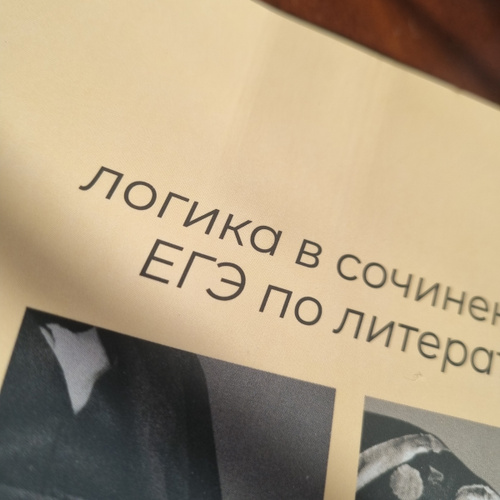 логика в сочинен
ЕГЭ по литерат